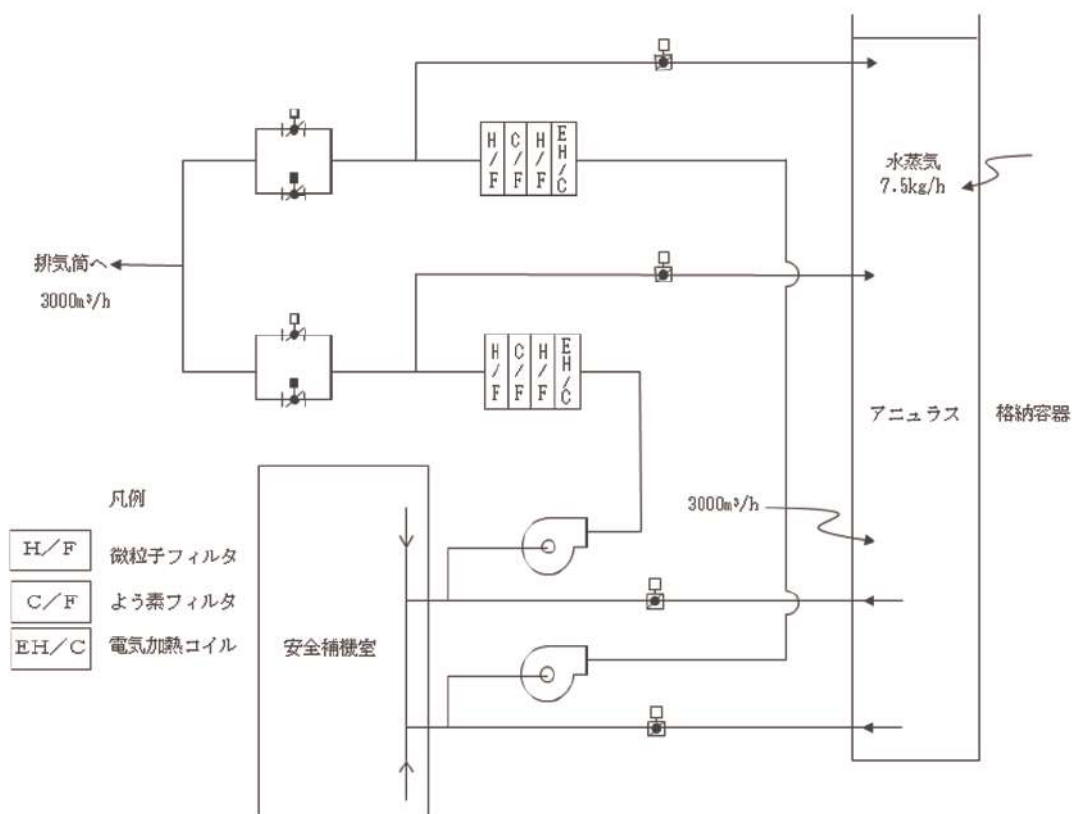 水蒸気
7.5kg/h
H/F
C/F
H/F
EH/C
排気筒へ
3000m³/h
H/F
C/F
H/F
EH/C
アニュラス
格納容器
3000m³/h
凡例
H/F
微粒子フィルタ
C/F
よう素フィルタ
EH/C
電気加熱コイル
安全補機室